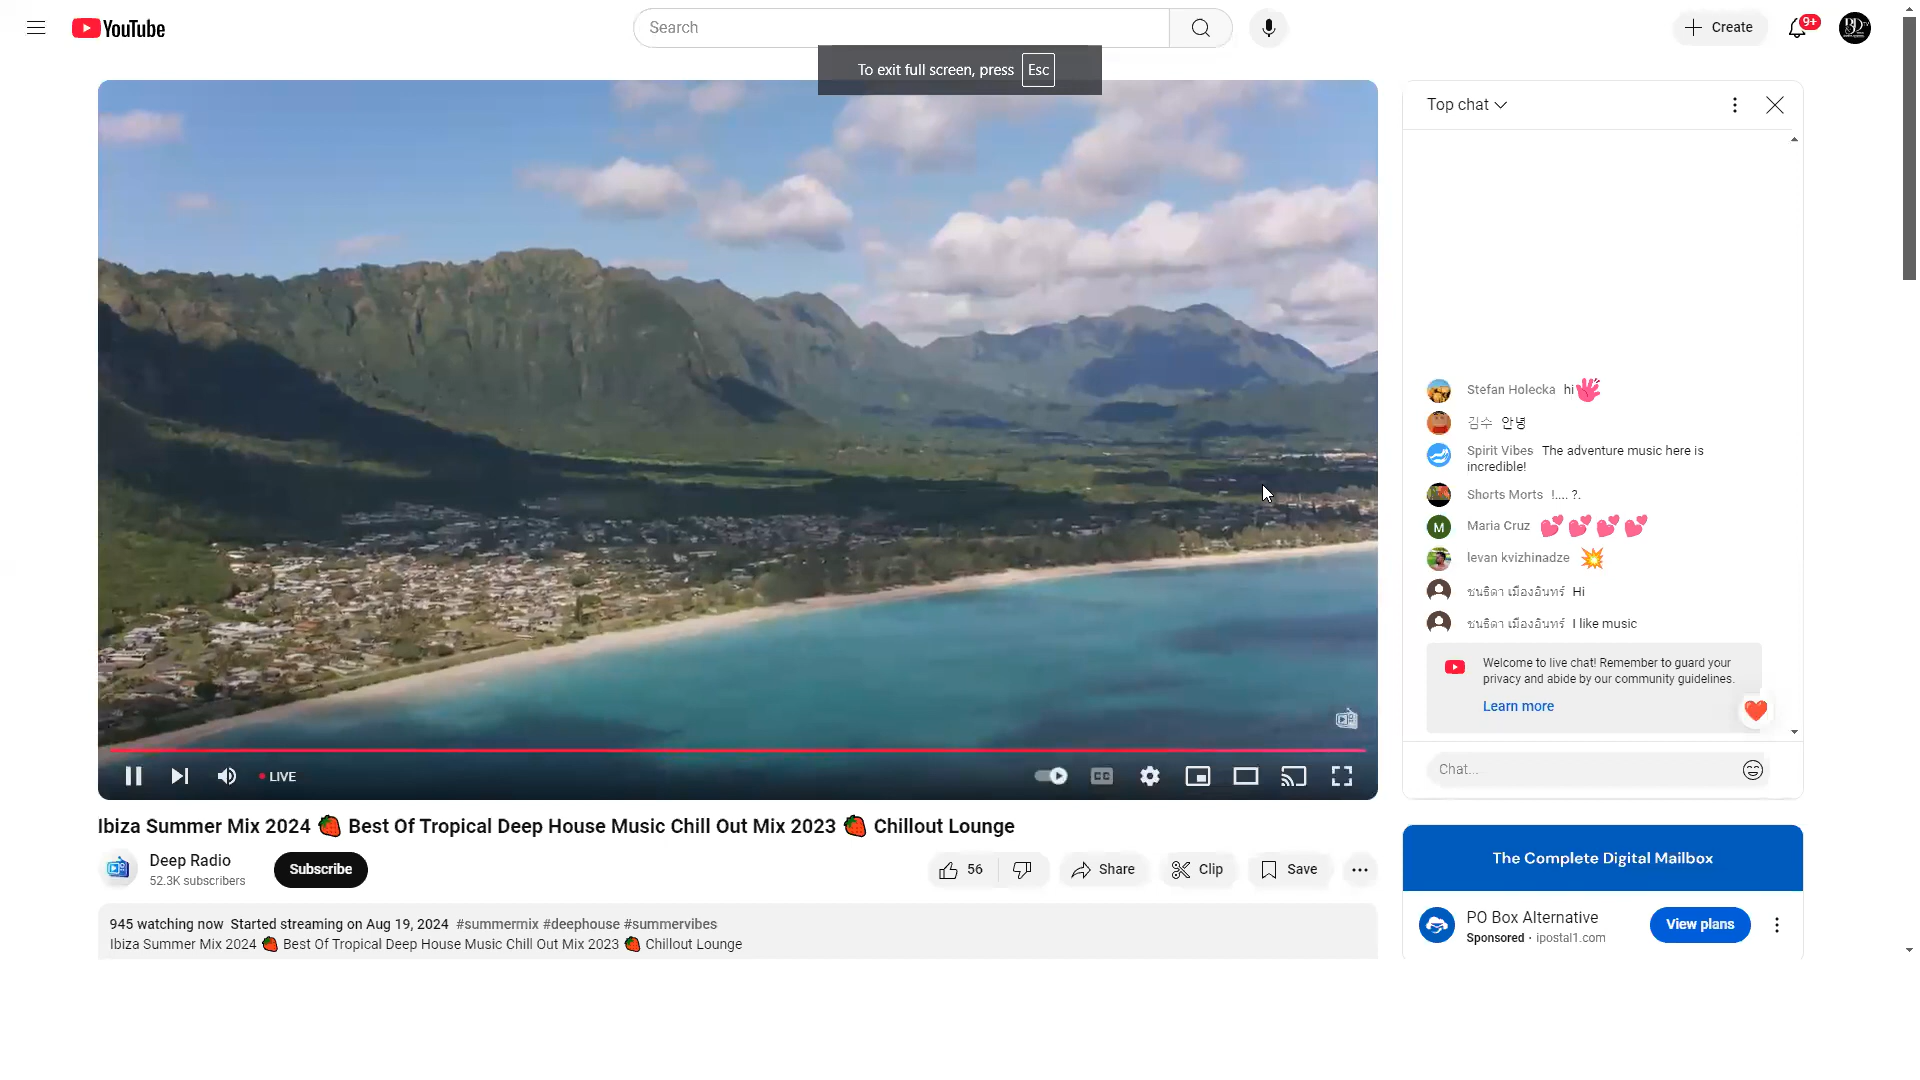 YouTube
Search
Create
9+
To exit full screen, press Esc
Top chat
Stefan Holecka hi
김수 안녕
Spirit Vibes The adventure music here is
incredible!
Shorts Morts !.... ?.
M
Maria Cruz 💕💕💕💕
levan kvizhinadze 💥
ชนธิดา เมืองอินทร์ Hi
ชนธิดา เมืองอินทร์ I like music
Welcome to live chat! Remember to guard your
privacy and abide by our community guidelines.
Learn more
Chat...
LIVE
CC
Ibiza Summer Mix 2024 🍓 Best Of Tropical Deep House Music Chill Out Mix 2023 🍓 Chillout Lounge
Deep Radio
52.3K subscribers
Subscribe
56
Share
Clip
Save
945 watching now Started streaming on Aug 19, 2024 #summermix #deephouse #summervibes
Ibiza Summer Mix 2024 🍓 Best Of Tropical Deep House Music Chill Out Mix 2023 🍓 Chillout Lounge
The Complete Digital Mailbox
PO Box Alternative
Sponsored · ipostal1.com
View plans